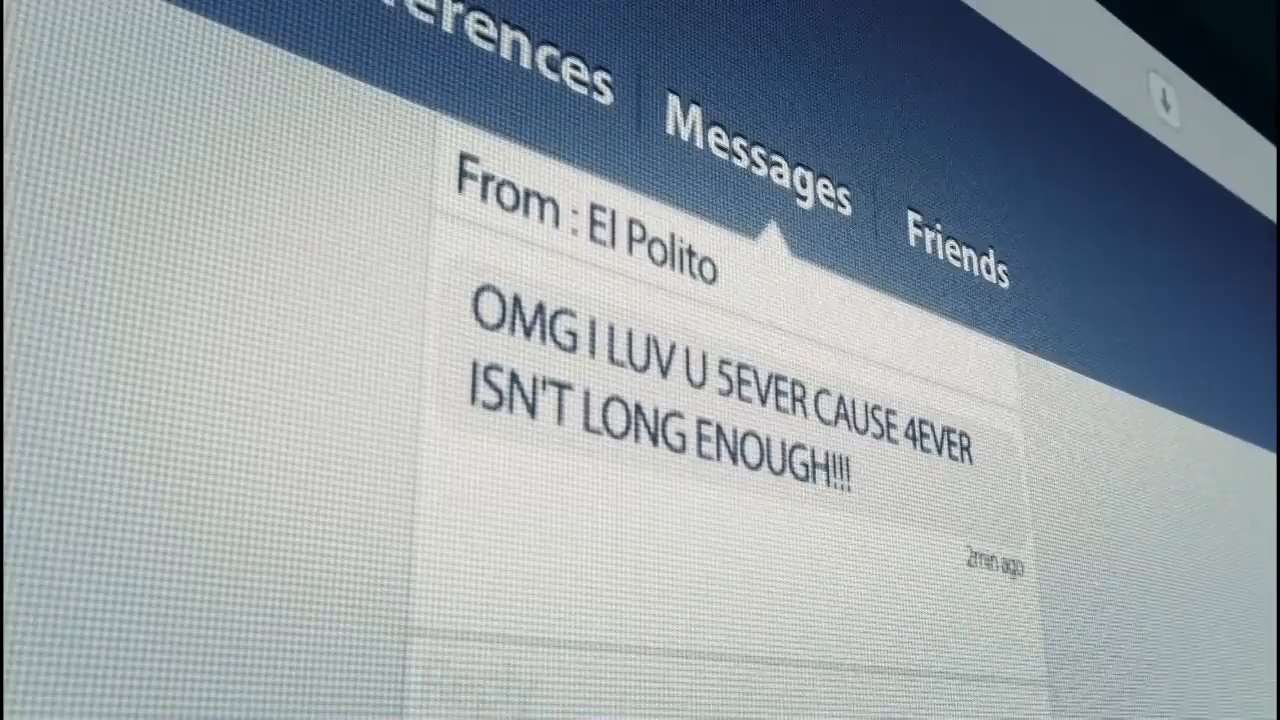 erences
Messages
Friends
From : El Polito
OMG I LUV U 5EVER CAUSE 4EVER
ISN'T LONG ENOUGH!!!
2min ago